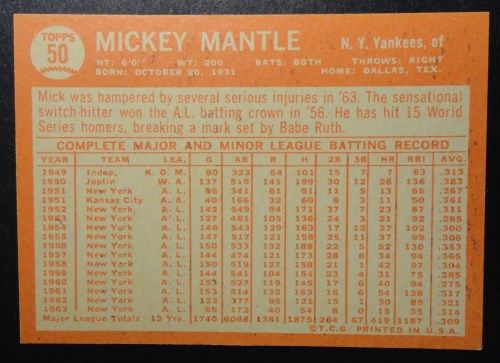 TOPPS
50
MICKEY MANTLE
N. Y. Yankees, of
HT: 6'0" WT: 200 BATS: BOTH THROWS: RIGHT
BORN: OCTOBER 20, 1931 HOME: DALLAS, TEX.
Mick was hampered by several serious injuries in '63. The sensational
switch-hitter won the A.L. batting crown in '56. He has hit 15 World
Series homers, breaking a mark set by Babe Ruth.
COMPLETE MAJOR AND MINOR LEAGUE BATTING RECORD
YEAR TEAM LEA. G AB R H 2B 3B HR RBI AVG.
1949 Indep. K. O. M. 89 323 54 101 15 7 7 63 .313
1950 Joplin W. A. 137 519 141 199 30 12 26 136 .383
1951 New York A. L. 96 341 61 91 11 5 13 65 .267
1951 Kansas City A. A. 40 166 32 60 9 3 11 50 .361
1952 New York A. L. 142 549 94 171 37 7 23 87 .311
1953 New York A. L. 127 461 105 136 24 3 21 92 .295
1954 New York A. L. 146 543 129 163 17 12 27 102 .300
1955 New York A. L. 147 517 121 158 25 11 37 99 .306
1956 New York A. L. 150 533 132 188 22 5 52 130 .353
1957 New York A. L. 144 474 121 173 28 6 34 94 .365
1958 New York A. L. 150 519 127 158 21 1 42 97 .304
1959 New York A. L. 144 541 104 154 23 4 31 75 .285
1960 New York A. L. 153 527 119 145 17 6 40 94 .275
1961 New York A. L. 153 514 132 163 16 6 54 128 .317
1962 New York A. L. 123 377 96 121 15 1 30 89 .321
1963 New York A. L. 65 172 40 54 8 0 15 35 .314
Major League Totals 13 Yrs. 1740 6068 1381 1875 264 67 419 1187 .309
© T.C.G. PRINTED IN U.S.A.